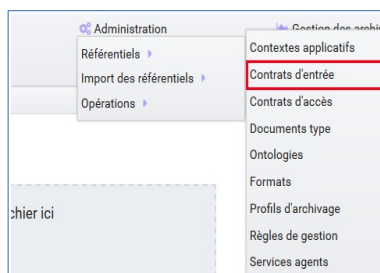 Administration
Gestion des archiv
Référentiels
Import des référentiels
Opérations
Contextes applicatifs
Contrats d'entrée
Contrats d'accès
Documents type
Ontologies
Formats
Profils d'archivage
Règles de gestion
Services agents
chier ici